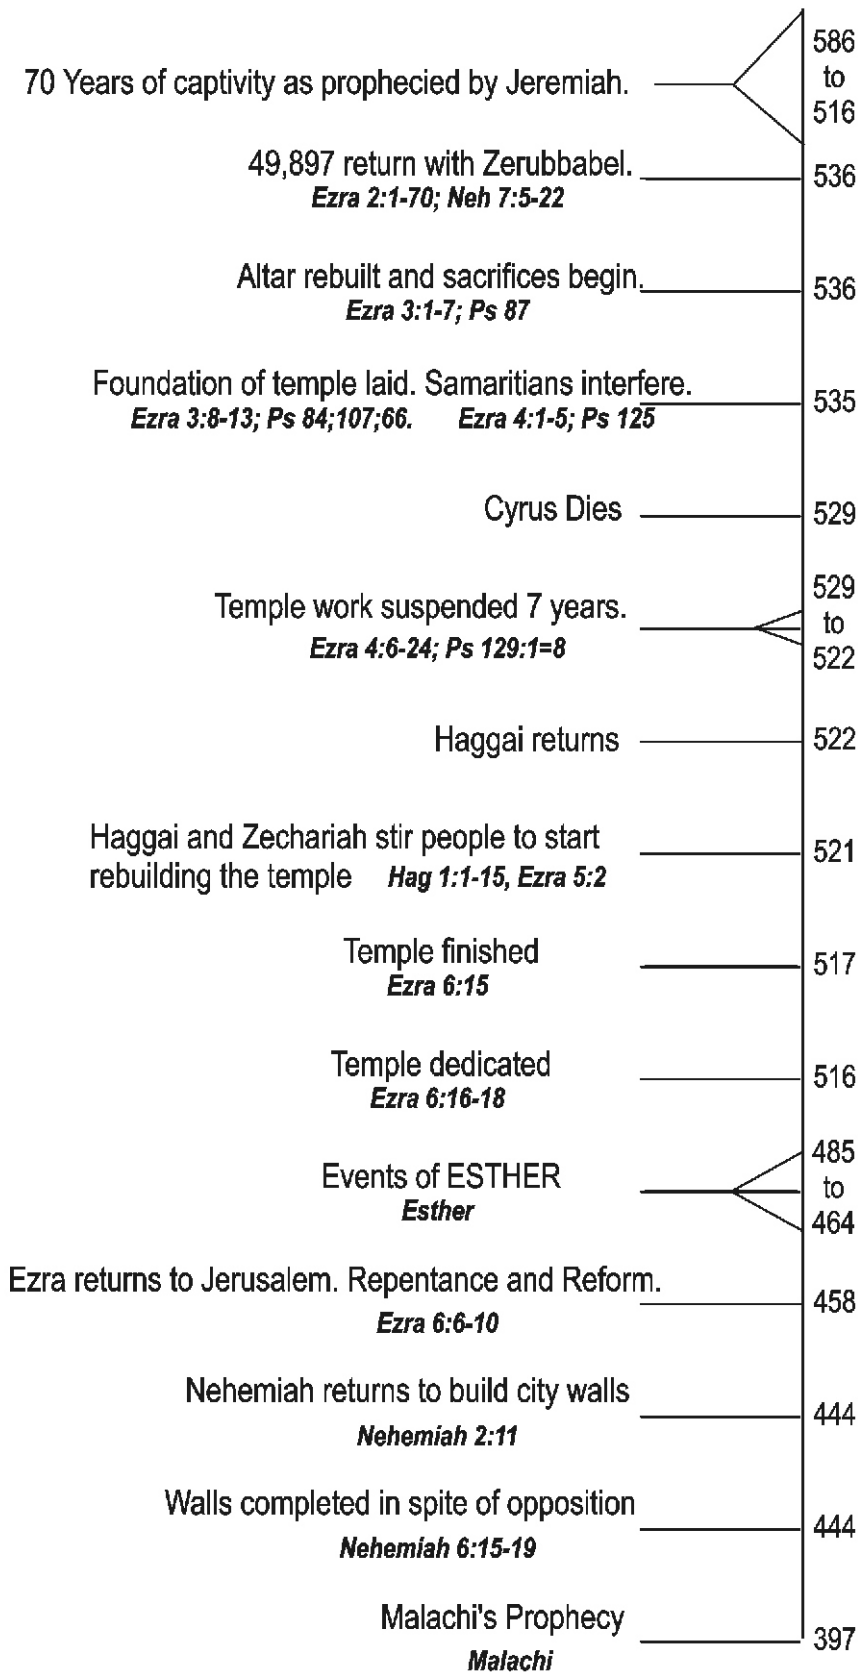 586
70 Years of captivity as prophecied by Jeremiah.
to
516
49,897 return with Zerubbabel.
536
Ezra 2:1-70; Neh 7:5-22
Altar rebuilt and sacrifices begin.
536
Ezra 3:1-7; Ps 87
Foundation of temple laid. Samaritians interfere.
535
Ezra 3:8-13; Ps 84;107;66. Ezra 4:1-5; Ps 125
Cyrus Dies
529
529
Temple work suspended 7 years.
to
Ezra 4:6-24; Ps 129:1=8
522
Haggai returns
522
Haggai and Zechariah stir people to start
521
rebuilding the temple Hag 1:1-15, Ezra 5:2
Temple finished
517
Ezra 6:15
Temple dedicated
516
Ezra 6:16-18
485
Events of ESTHER
to
Esther
464
Ezra returns to Jerusalem. Repentance and Reform.
458
Ezra 6:6-10
Nehemiah returns to build city walls
444
Nehemiah 2:11
Walls completed in spite of opposition
444
Nehemiah 6:15-19
Malachi's Prophecy
397
Malachi